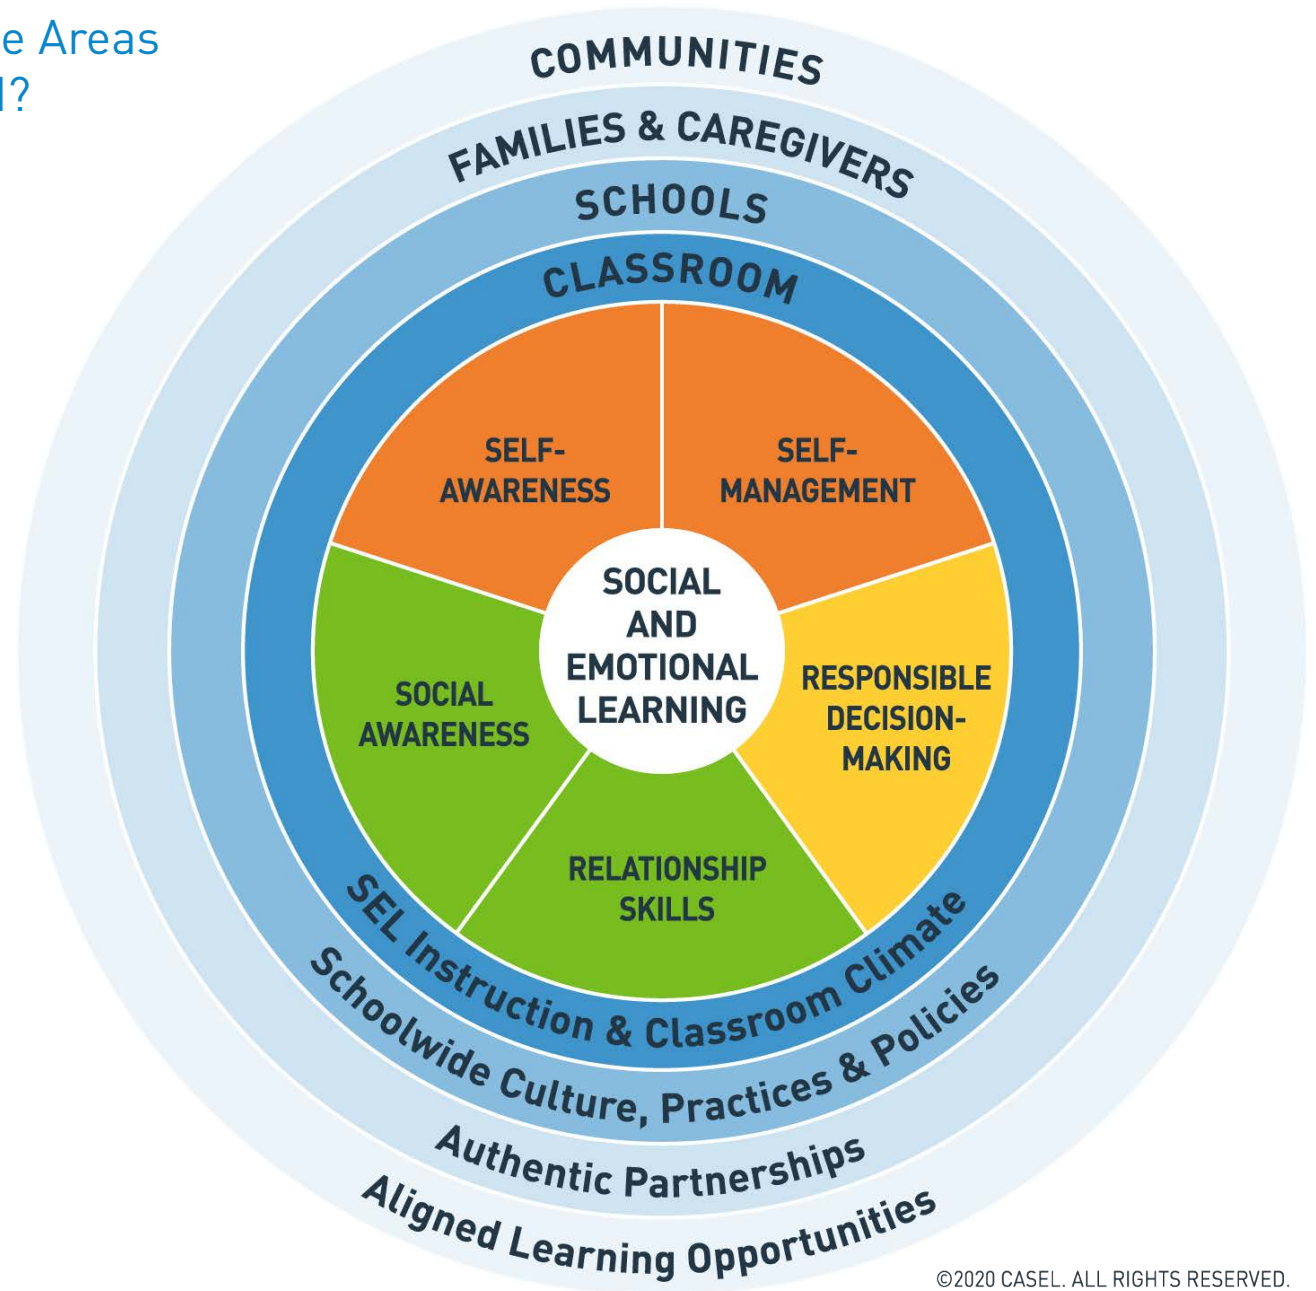 e Areas
?
COMMUNITIES
FAMILIES & CAREGIVERS
SCHOOLS
CLASSROOM
SELF-
AWARENESS
SELF-
MANAGEMENT
SOCIAL
AND
EMOTIONAL
LEARNING
SOCIAL
AWARENESS
RESPONSIBLE
DECISION-
MAKING
RELATIONSHIP
SKILLS
SEL Instruction & Classroom Climate
Schoolwide Culture, Practices & Policies
Authentic Partnerships
Aligned Learning Opportunities
©2020 CASEL. ALL RIGHTS RESERVED.